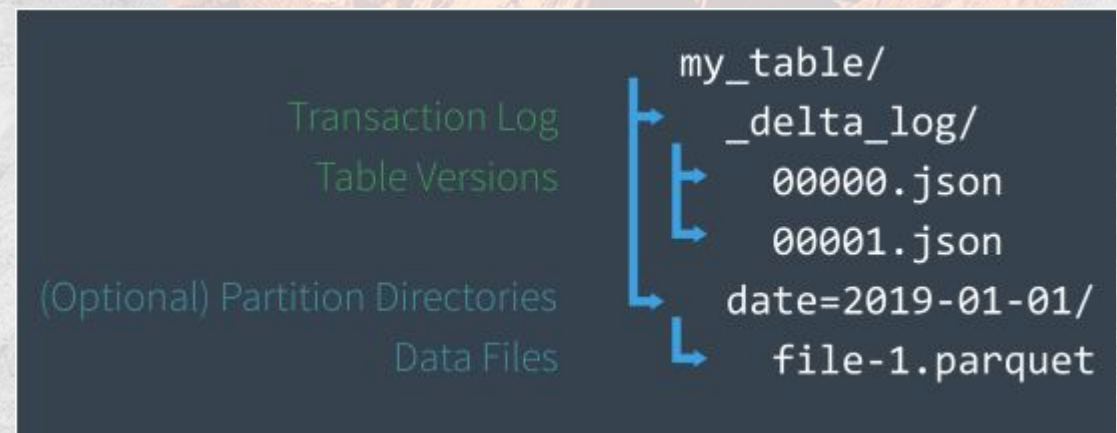 my_table/
Transaction Log _delta_log/
Table Versions 00000.json
00001.json
(Optional) Partition Directories date=2019-01-01/
Data Files file-1.parquet